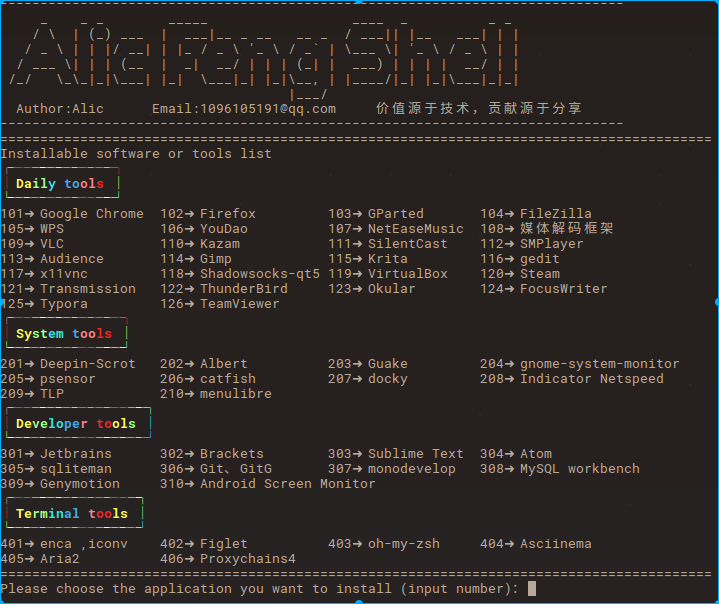 AlicFeng Shell
Author:Alic Email:1096105191@qq.com 价值源于技术，贡献源于分享
Installable software or tools list
Daily tools
101→ Google Chrome 102→ Firefox 103→ GParted 104→ FileZilla
105→ WPS 106→ YouDao 107→ NetEaseMusic 108→ 媒体解码框架
109→ VLC 110→ Kazam 111→ SilentCast 112→ SMPlayer
113→ Audience 114→ Gimp 115→ Krita 116→ gedit
117→ x11vnc 118→ Shadowsocks-qt5 119→ VirtualBox 120→ Steam
121→ Transmission 122→ ThunderBird 123→ Okular 124→ FocusWriter
125→ Typora 126→ TeamViewer
System tools
201→ Deepin-Scrot 202→ Albert 203→ Guake 204→ gnome-system-monitor
205→ psensor 206→ catfish 207→ docky 208→ Indicator Netspeed
209→ TLP 210→ menulibre
Developer tools
301→ Jetbrains 302→ Brackets 303→ Sublime Text 304→ Atom
305→ sqliteman 306→ Git、GitG 307→ monodevelop 308→ MySQL workbench
309→ Genymotion 310→ Android Screen Monitor
Terminal tools
401→ enca ,iconv 402→ Figlet 403→ oh-my-zsh 404→ Asciinema
405→ Aria2 406→ Proxychains4
Please choose the application you want to install (input number):